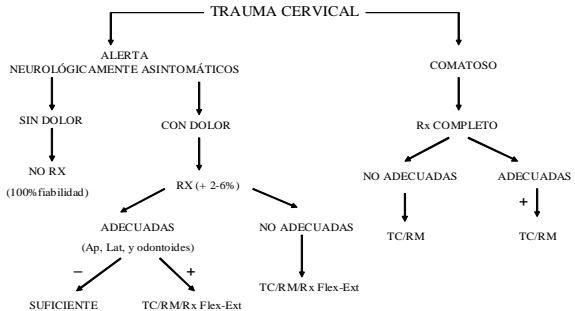 TRAUMA CERVICAL
ALERTA
NEUROLÓGICAMENTE ASINTOMÁTICOS
COMATOSO
SIN DOLOR
CON DOLOR
Rx COMPLETO
NO RX
(100%fiabilidad)
RX (+ 2-6%)
NO ADECUADAS
ADECUADAS
+
ADECUADAS
(Ap, Lat, y odontoides)
NO ADECUADAS
TC/RM
TC/RM
–
+
SUFICIENTE
TC/RM/Rx Flex-Ext
TC/RM/Rx Flex-Ext